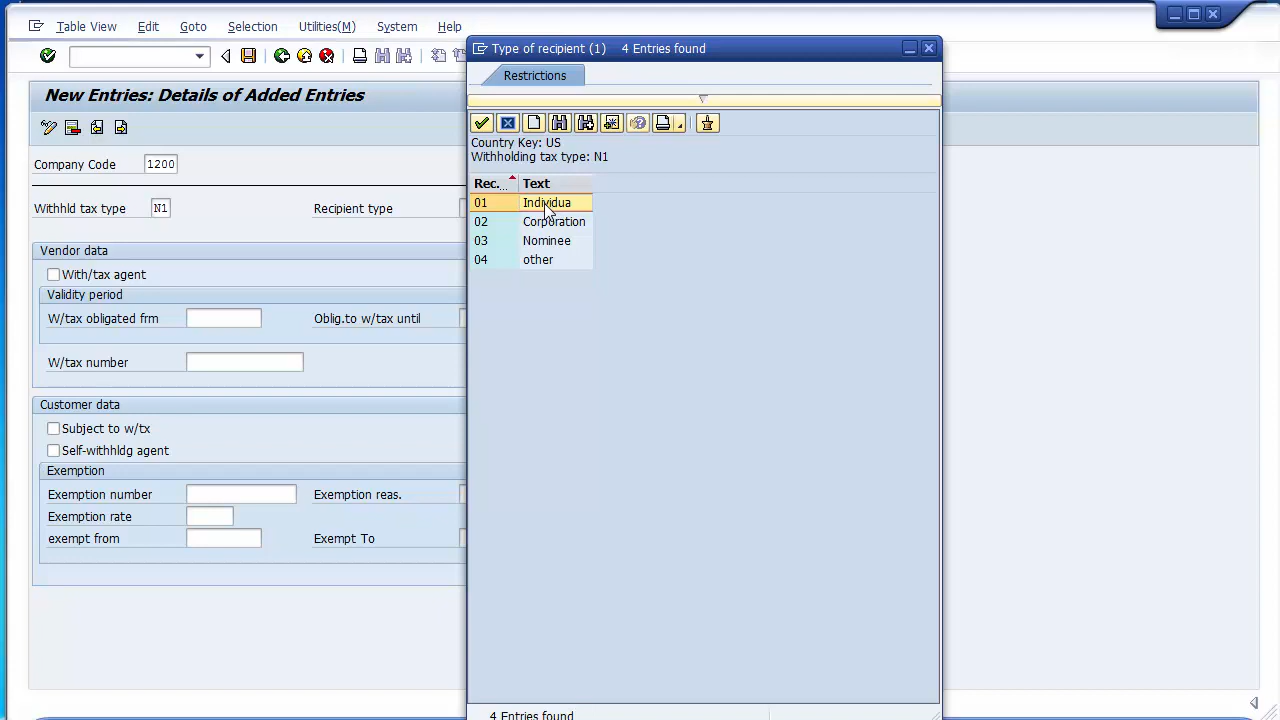 Table View Edit Goto Selection Utilities(M) System Help
New Entries: Details of Added Entries
Company Code 1200
Withhld tax type N1 Recipient type
Vendor data
With/tax agent
Validity period
W/tax obligated frm Oblig.to w/tax until
W/tax number
Customer data
Subject to w/tx
Self-withhldg agent
Exemption
Exemption number Exemption reas.
Exemption rate
exempt from Exempt To
Type of recipient (1) 4 Entries found
Restrictions
Country Key: US
Withholding tax type: N1
Rec... Text
01 Individua
02 Corporation
03 Nominee
04 other
4 Entries found